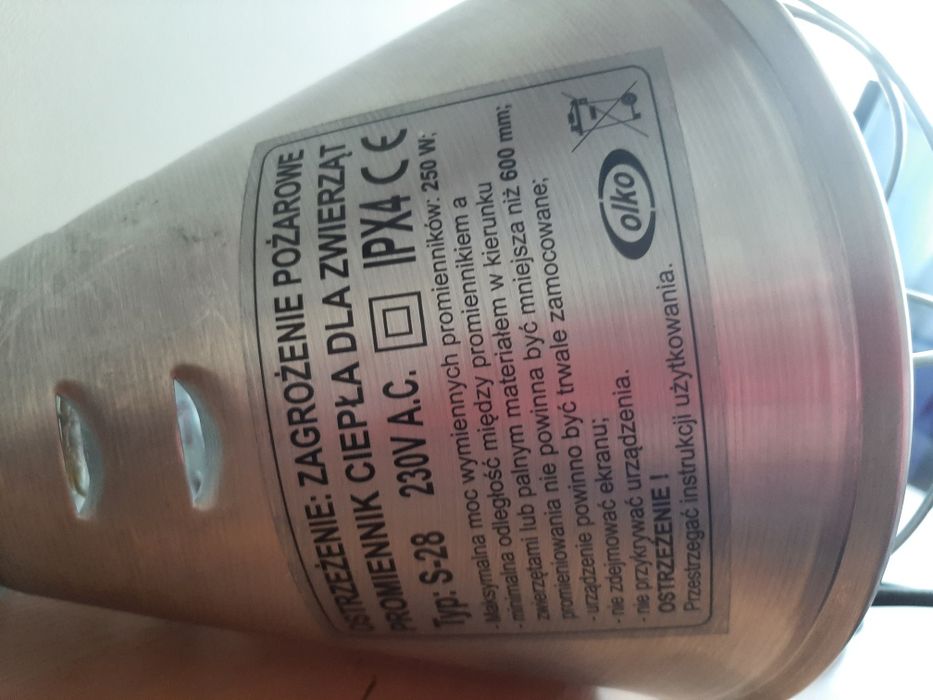 OSTRZEŻENIE: ZAGROŻENIE POŻAROWE
PROMIENNIK CIEPŁA DLA ZWIERZĄT
Typ: S-28 230V A.C. IPX4 CE
- Maksymalna moc wymiennych promienników: 250 W;
- minimalna odległość między promiennikiem a
zwierzętami lub palnym materiałem w kierunku
promieniowania nie powinna być mniejsza niż 600 mm;
- urządzenie powinno być trwale zamocowane;
- nie zdejmować ekranu;
- nie przykrywać urządzenia.
OSTRZEŻENIE !
Przestrzegać instrukcji użytkowania.
olko